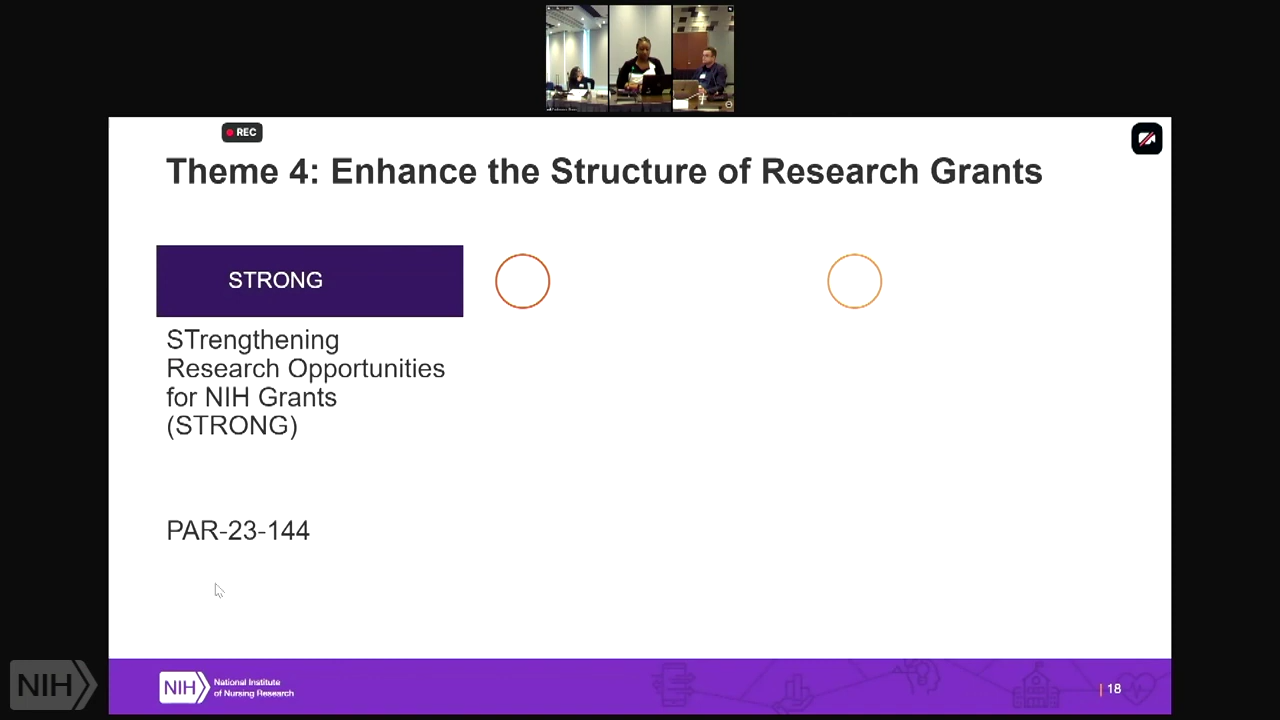 REC
Theme 4: Enhance the Structure of Research Grants
STRONG
STrengthening
Research Opportunities
for NIH Grants
(STRONG)
PAR-23-144
NIH
NIH
National Institute
of Nursing Research
18